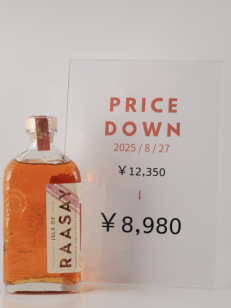 PRICE
DOWN
2025 / 8 / 27
￥12,350
↓
￥8,980
ISLE OF
RAASAY